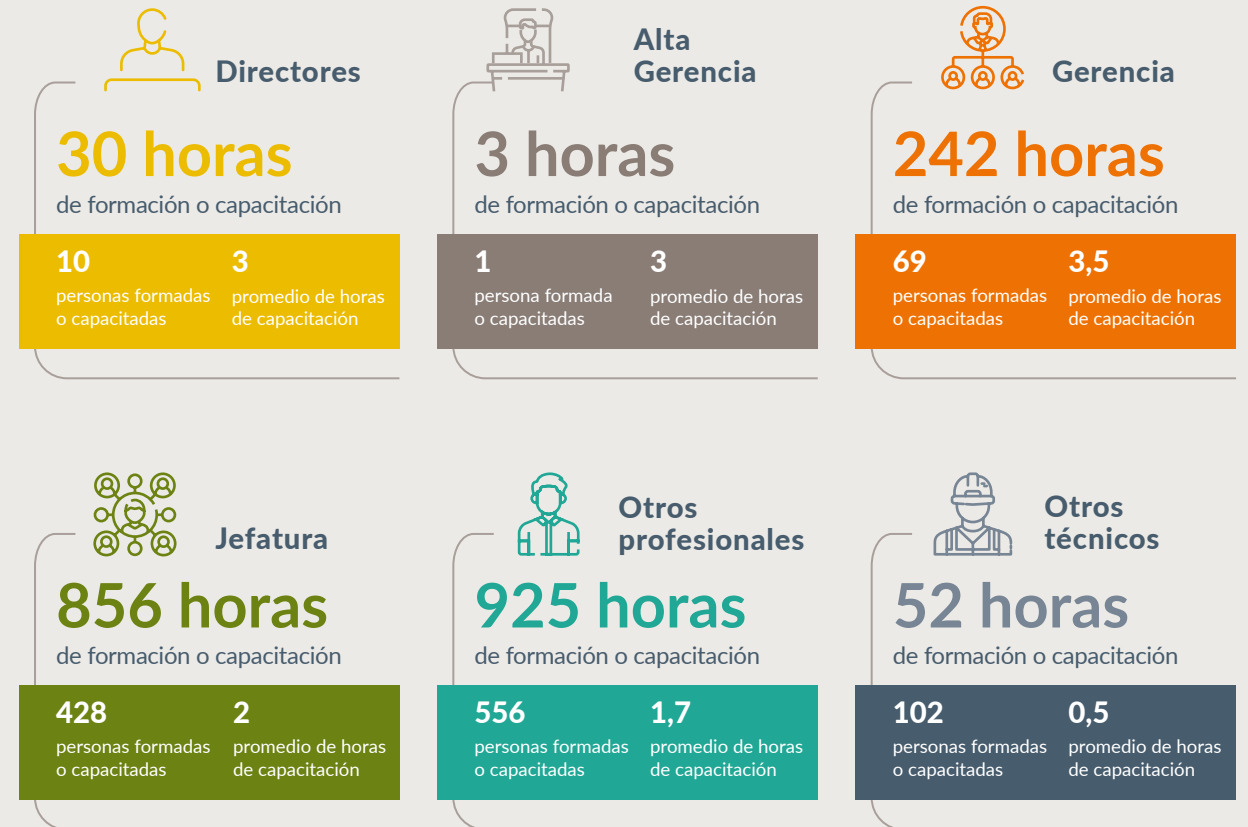 Directores
30 horas
de formación o capacitación
10
personas formadas
o capacitadas
3
promedio de horas
de capacitación
Alta
Gerencia
3 horas
de formación o capacitación
1
persona formada
o capacitadas
3
promedio de horas
de capacitación
Gerencia
242 horas
de formación o capacitación
69
personas formadas
o capacitadas
3,5
promedio de horas
de capacitación
Jefatura
856 horas
de formación o capacitación
428
personas formadas
o capacitadas
2
promedio de horas
de capacitación
Otros
profesionales
925 horas
de formación o capacitación
556
personas formadas
o capacitadas
1,7
promedio de horas
de capacitación
Otros
técnicos
52 horas
de formación o capacitación
102
personas formadas
o capacitadas
0,5
promedio de horas
de capacitación